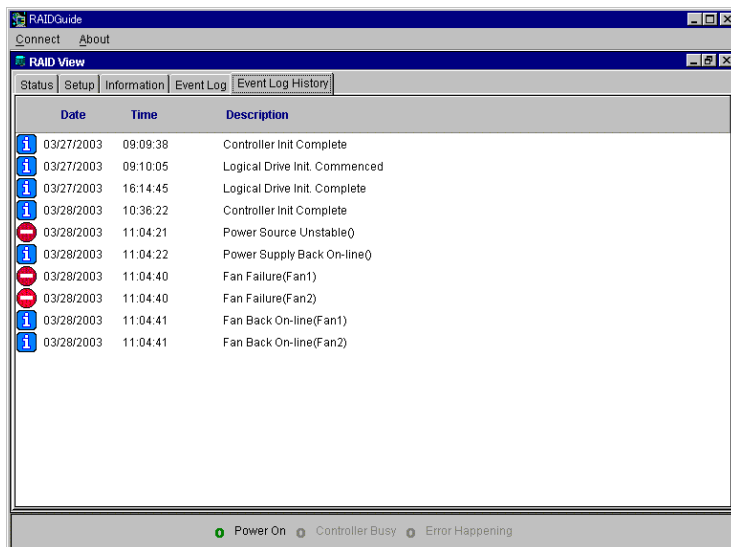 RAIDGuide
Connect About
RAID View
Status Setup Information Event Log Event Log History
Date Time Description
03/27/2003 09:09:38 Controller Init Complete
03/27/2003 09:10:05 Logical Drive Init. Commenced
03/27/2003 16:14:45 Logical Drive Init. Complete
03/28/2003 10:36:22 Controller Init Complete
03/28/2003 11:04:21 Power Source Unstable()
03/28/2003 11:04:22 Power Supply Back On-line()
03/28/2003 11:04:40 Fan Failure(Fan1)
03/28/2003 11:04:40 Fan Failure(Fan2)
03/28/2003 11:04:41 Fan Back On-line(Fan1)
03/28/2003 11:04:41 Fan Back On-line(Fan2)
Power On Controller Busy Error Happening